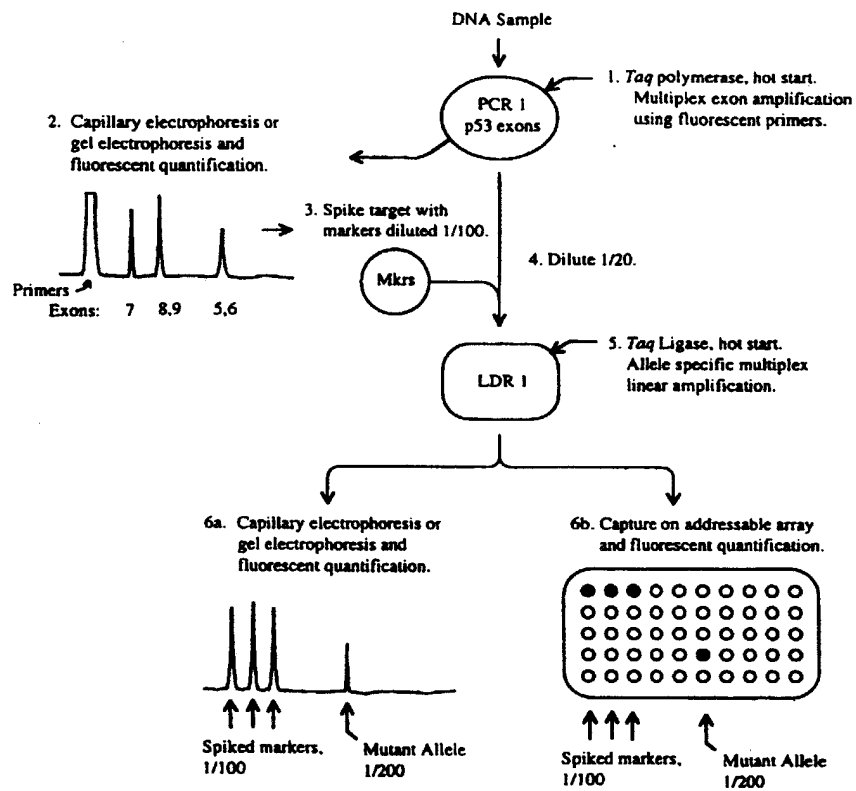 DNA Sample
PCR 1
p53 exons
1. Taq polymerase, hot start.
Multiplex exon amplification
using fluorescent primers.
2. Capillary electrophoresis or
gel electrophoresis and
fluorescent quantification.
Primers
Exons: 7 8,9 5,6
3. Spike target with
markers diluted 1/100.
Mkrs
4. Dilute 1/20.
LDR 1
5. Taq Ligase, hot start.
Allele specific multiplex
linear amplification.
6a. Capillary electrophoresis or
gel electrophoresis and
fluorescent quantification.
Spiked markers,
1/100
Mutant Allele
1/200
6b. Capture on addressable array
and fluorescent quantification.
Spiked markers,
1/100
Mutant Allele
1/200